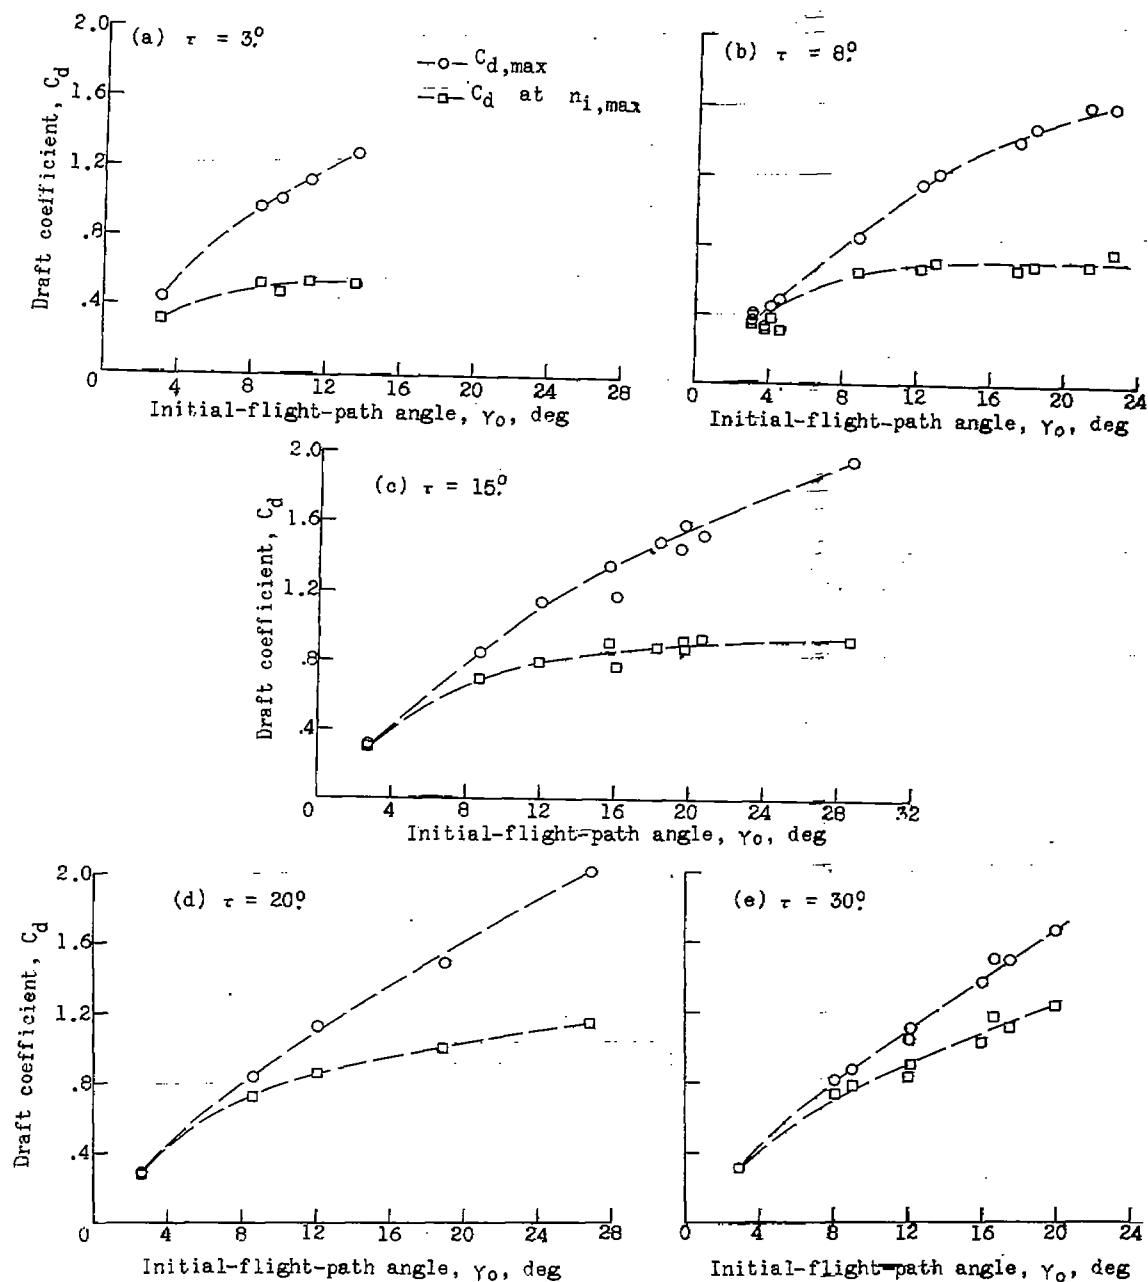 2.0
(a) τ = 3°.
(b) τ = 8°.
C_d,max
C_d at n_i,max
1.6
1.2
.8
.4
Draft coefficient, C_d
0 4 8 12 16 20 24 28
0 4 8 12 16 20 24
Initial-flight-path angle, γ_o, deg
Initial-flight-path angle, γ_o, deg
2.0
(c) τ = 15°.
1.6
1.2
.8
.4
Draft coefficient, C_d
0 4 8 12 16 20 24 28 32
Initial-flight-path angle, γ_o, deg
2.0
(d) τ = 20°.
(e) τ = 30°.
1.6
1.2
.8
.4
Draft coefficient, C_d
0 4 8 12 16 20 24 28
0 4 8 12 16 20
Initial-flight-path angle, γ_o, deg
Initial-flight-path angle, γ_o, deg